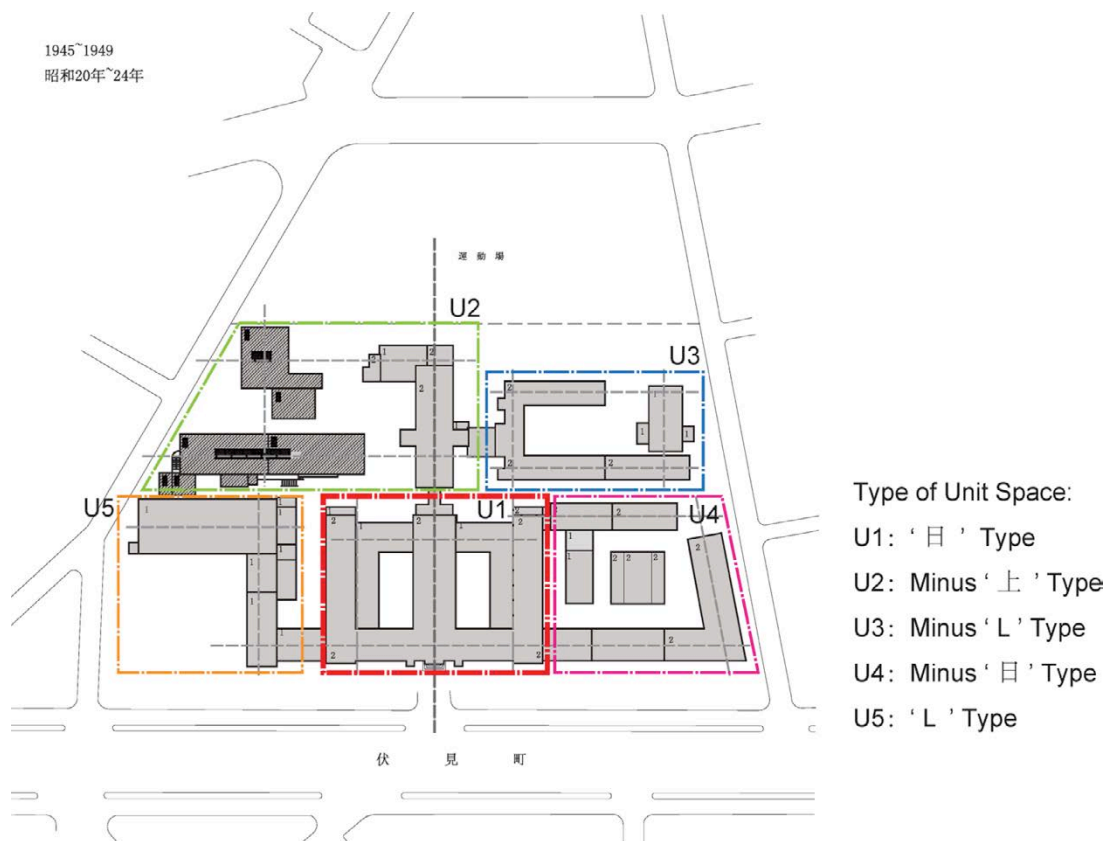 1945~1949
昭和20年~24年
運動場
U2
U3
U5
U1
U4
伏見町
Type of Unit Space:
U1: ‘日’ Type
U2: Minus ‘上’ Type
U3: Minus ‘L’ Type
U4: Minus ‘日’ Type
U5: ‘L’ Type